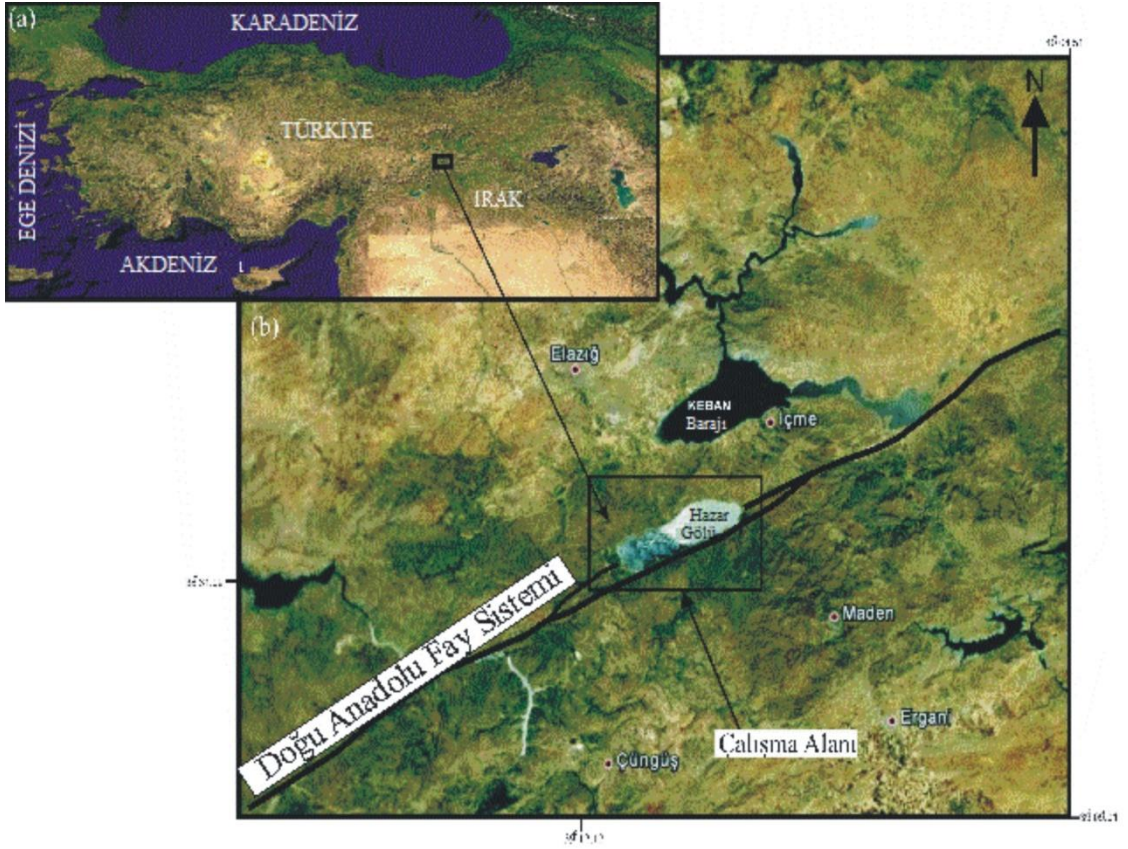 (a)
KARADENİZ
EGE DENİZİ
TÜRKİYE
IRAK
AKDENİZ
N
(b)
Elazığ
KEBAN
Barajı
İçme
Hazar
Gölü
Doğu Anadolu Fay Sistemi
Maden
Ergani
Çalışma Alanı
Çüngüş